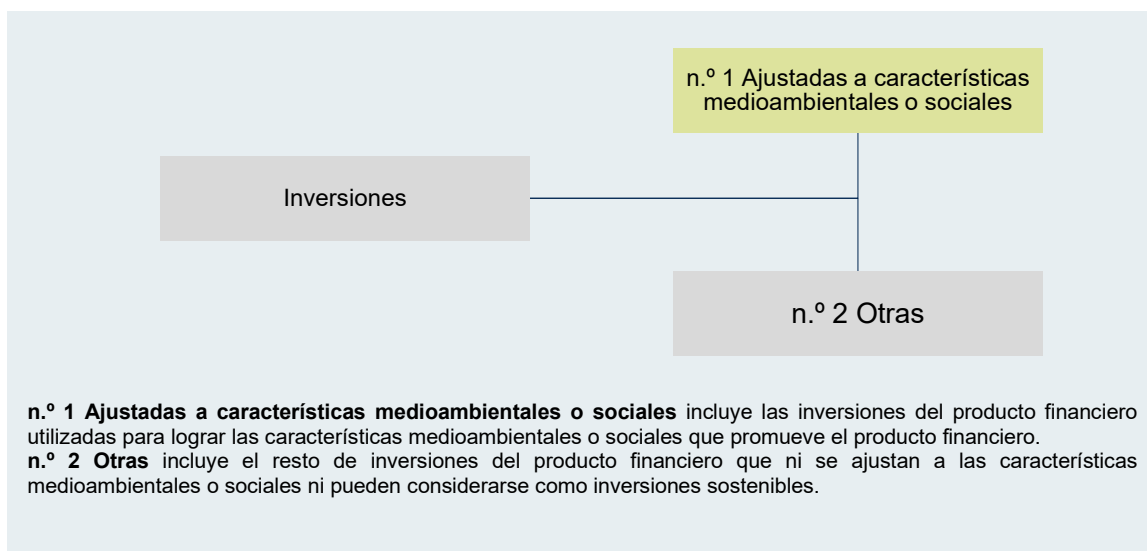 n.º 1 Ajustadas a características
medioambientales o sociales
Inversiones
n.º 2 Otras
n.º 1 Ajustadas a características medioambientales o sociales incluye las inversiones del producto financiero
utilizadas para lograr las características medioambientales o sociales que promueve el producto financiero.
n.º 2 Otras incluye el resto de inversiones del producto financiero que ni se ajustan a las características
medioambientales o sociales ni pueden considerarse como inversiones sostenibles.